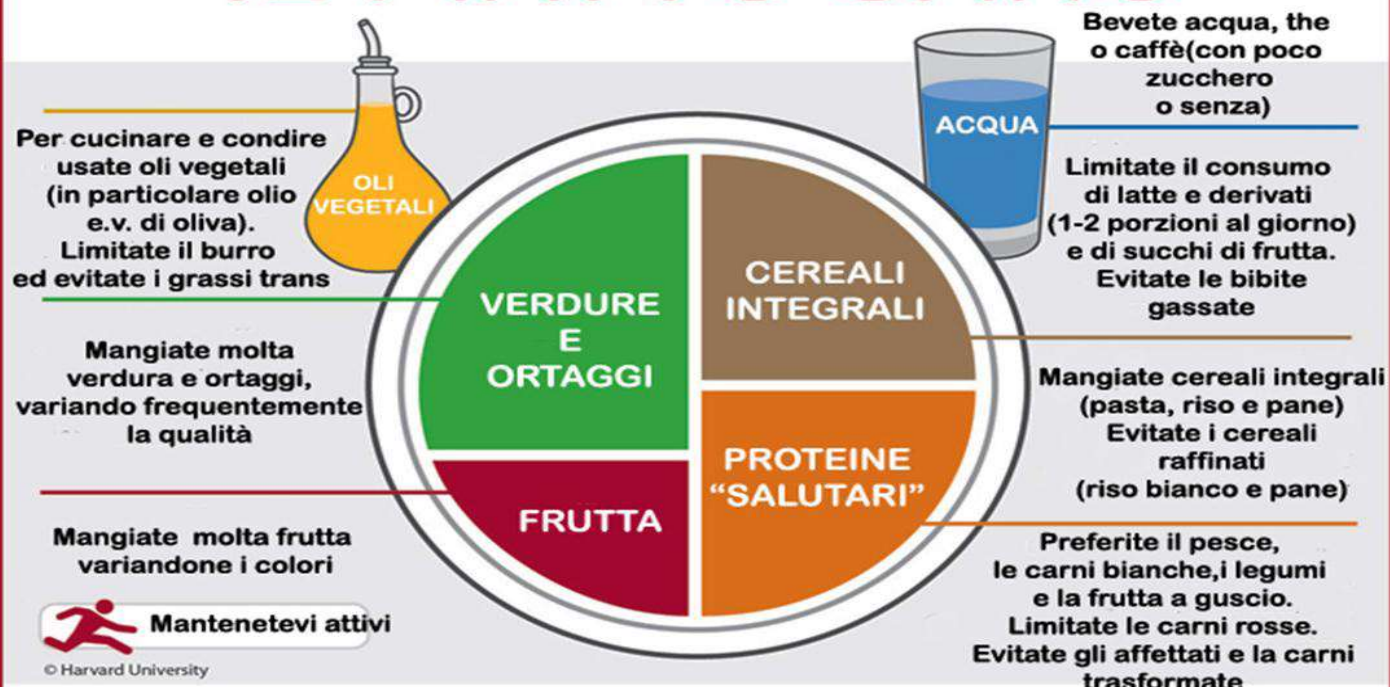 Per cucinare e condire
usate oli vegetali
(in particolare olio
e.v. di oliva).
Limitate il burro
ed evitate i grassi trans
OLI
VEGETALI
Mangiate molta
verdura e ortaggi,
variando frequentemente
la qualità
Mangiate molta frutta
variandone i colori
Mantenetevi attivi
© Harvard University
VERDURE
E
ORTAGGI
FRUTTA
CEREALI
INTEGRALI
PROTEINE
“SALUTARI”
ACQUA
Bevete acqua, the
o caffè(con poco
zucchero
o senza)
Limitate il consumo
di latte e derivati
(1-2 porzioni al giorno)
e di succhi di frutta.
Evitate le bibite
gassate
Mangiate cereali integrali
(pasta, riso e pane)
Evitate i cereali
raffinati
(riso bianco e pane)
Preferite il pesce,
le carni bianche,i legumi
e la frutta a guscio.
Limitate le carni rosse.
Evitate gli affettati e la carni
trasformate